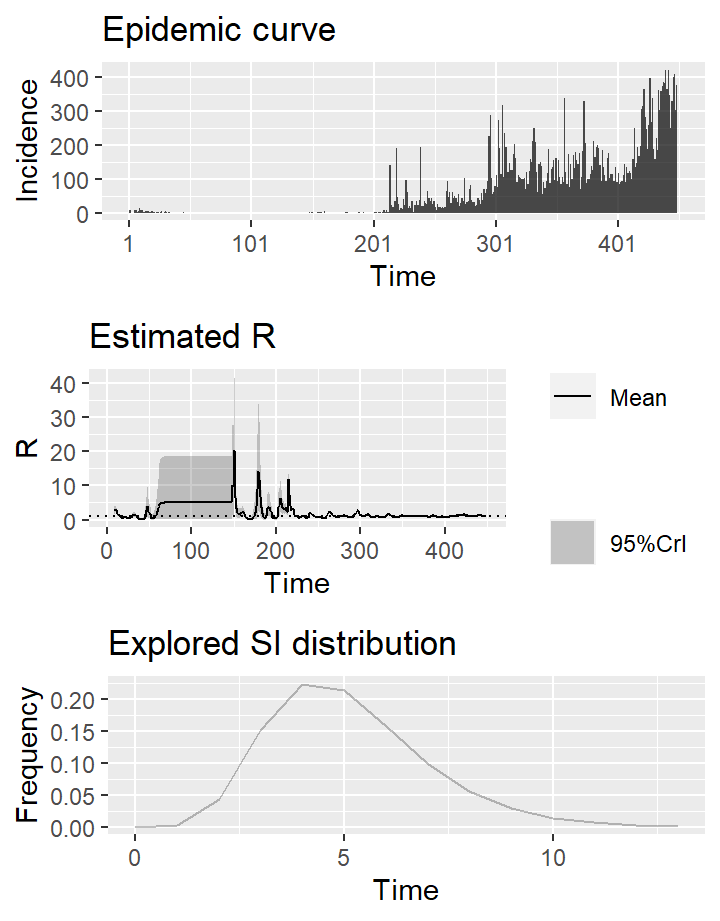 Epidemic curve
Incidence
400
300
200
100
0
1 101 201 301 401
Time
Estimated R
R
40
30
20
10
0
0 100 200 300 400
Time
Mean
95%CrI
Explored SI distribution
Frequency
0.20
0.15
0.10
0.05
0.00
0 5 10
Time